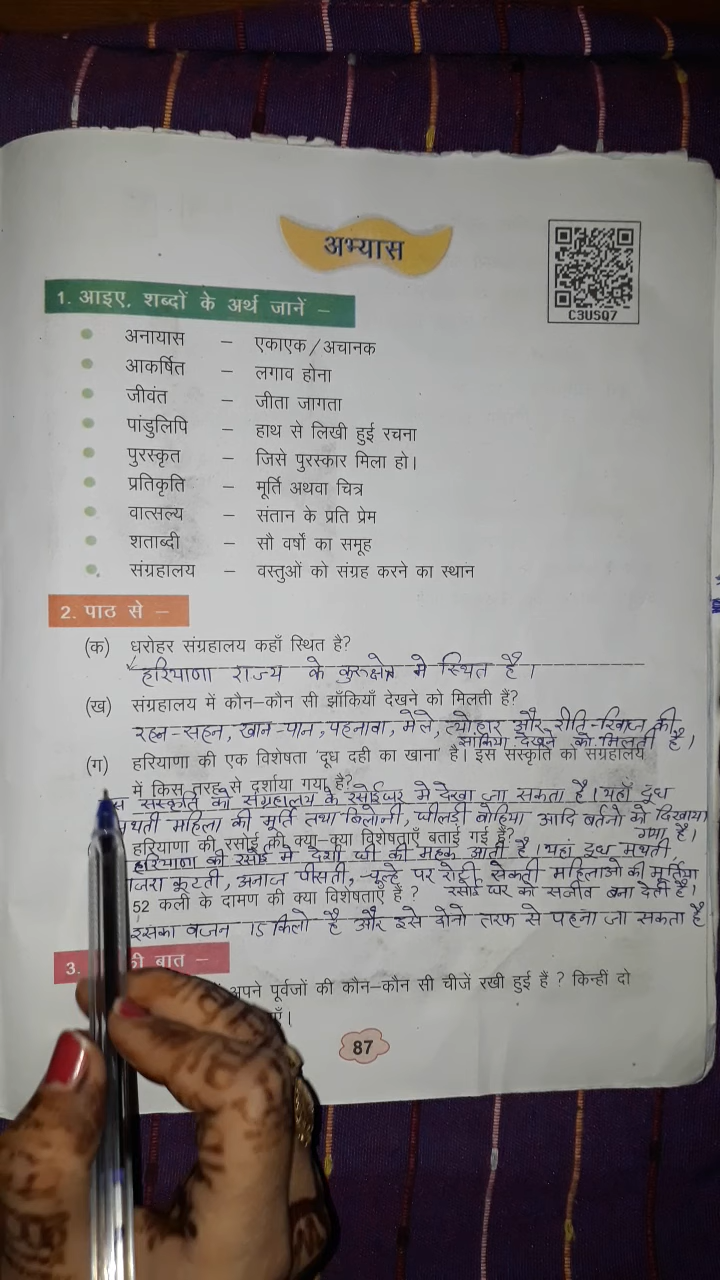 अभ्यास
C3USQ7
1. आइए, शब्दों के अर्थ जानें –
अनायास – एकाएक / अचानक
आकर्षित – लगाव होना
जीवंत – जीता जागता
पांडुलिपि – हाथ से लिखी हुई रचना
पुरस्कृत – जिसे पुरस्कार मिला हो।
प्रतिकृति – मूर्ति अथवा चित्र
वात्सल्य – संतान के प्रति प्रेम
शताब्दी – सौ वर्षों का समूह
संग्रहालय – वस्तुओं को संग्रह करने का स्थान
2. पाठ से –
(क) धरोहर संग्रहालय कहाँ स्थित है?
हरियाणा राज्य के कुरुक्षेत्र मे स्थित है।
(ख) संग्रहालय में कौन–कौन सी झाँकियाँ देखने को मिलती हैं?
रहन-सहन, खान-पान, पहनावा, मेले, त्योहार और रीति-रिवाज की
झाकिया देखने को मिलती है।
(ग) हरियाणा की एक विशेषता 'दूध दही का खाना' है। इस संस्कृति को संग्रहालय
में किस तरह से दर्शाया गया है?
संस्कृति को संग्रहालय के रसोईघर मे देखा जा सकता है। यहाँ दूध
मथती महिला की मूर्ति तथा बिलौनी, पीलडी बोहिया आदि बर्तनो को दिखाया
गया है।
हरियाणा की रसोई की क्या–क्या विशेषताएँ बताई गई हैं?
हरियाणा की रसोई मे देशी घी की महक आती है। यहां दूध मथती,
बाजरा कूटती, अनाज पीसती, चूल्हे पर रोटी सेकती महिलाओ की मूर्तिया
रसोई घर को सजीव बना देती है।
52 कली के दामण की क्या विशेषताएँ हैं ?
इसका वजन 15 किलो है और इसे दोनो तरफ से पहना जा सकता है
3. की बात –
अपने पूर्वजों की कौन–कौन सी चीजें रखी हुई हैं ? किन्हीं दो
87